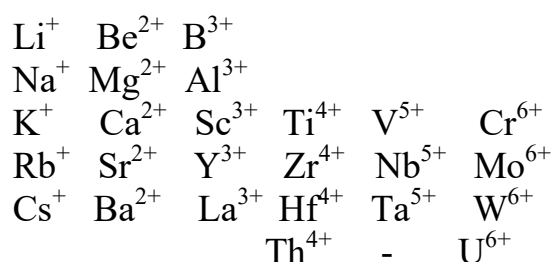 Li⁺ Be²⁺ B³⁺
Na⁺ Mg²⁺ Al³⁺
K⁺ Ca²⁺ Sc³⁺ Ti⁴⁺ V⁵⁺ Cr⁶⁺
Rb⁺ Sr²⁺ Y³⁺ Zr⁴⁺ Nb⁵⁺ Mo⁶⁺
Cs⁺ Ba²⁺ La³⁺ Hf⁴⁺ Ta⁵⁺ W⁶⁺
Th⁴⁺ - U⁶⁺